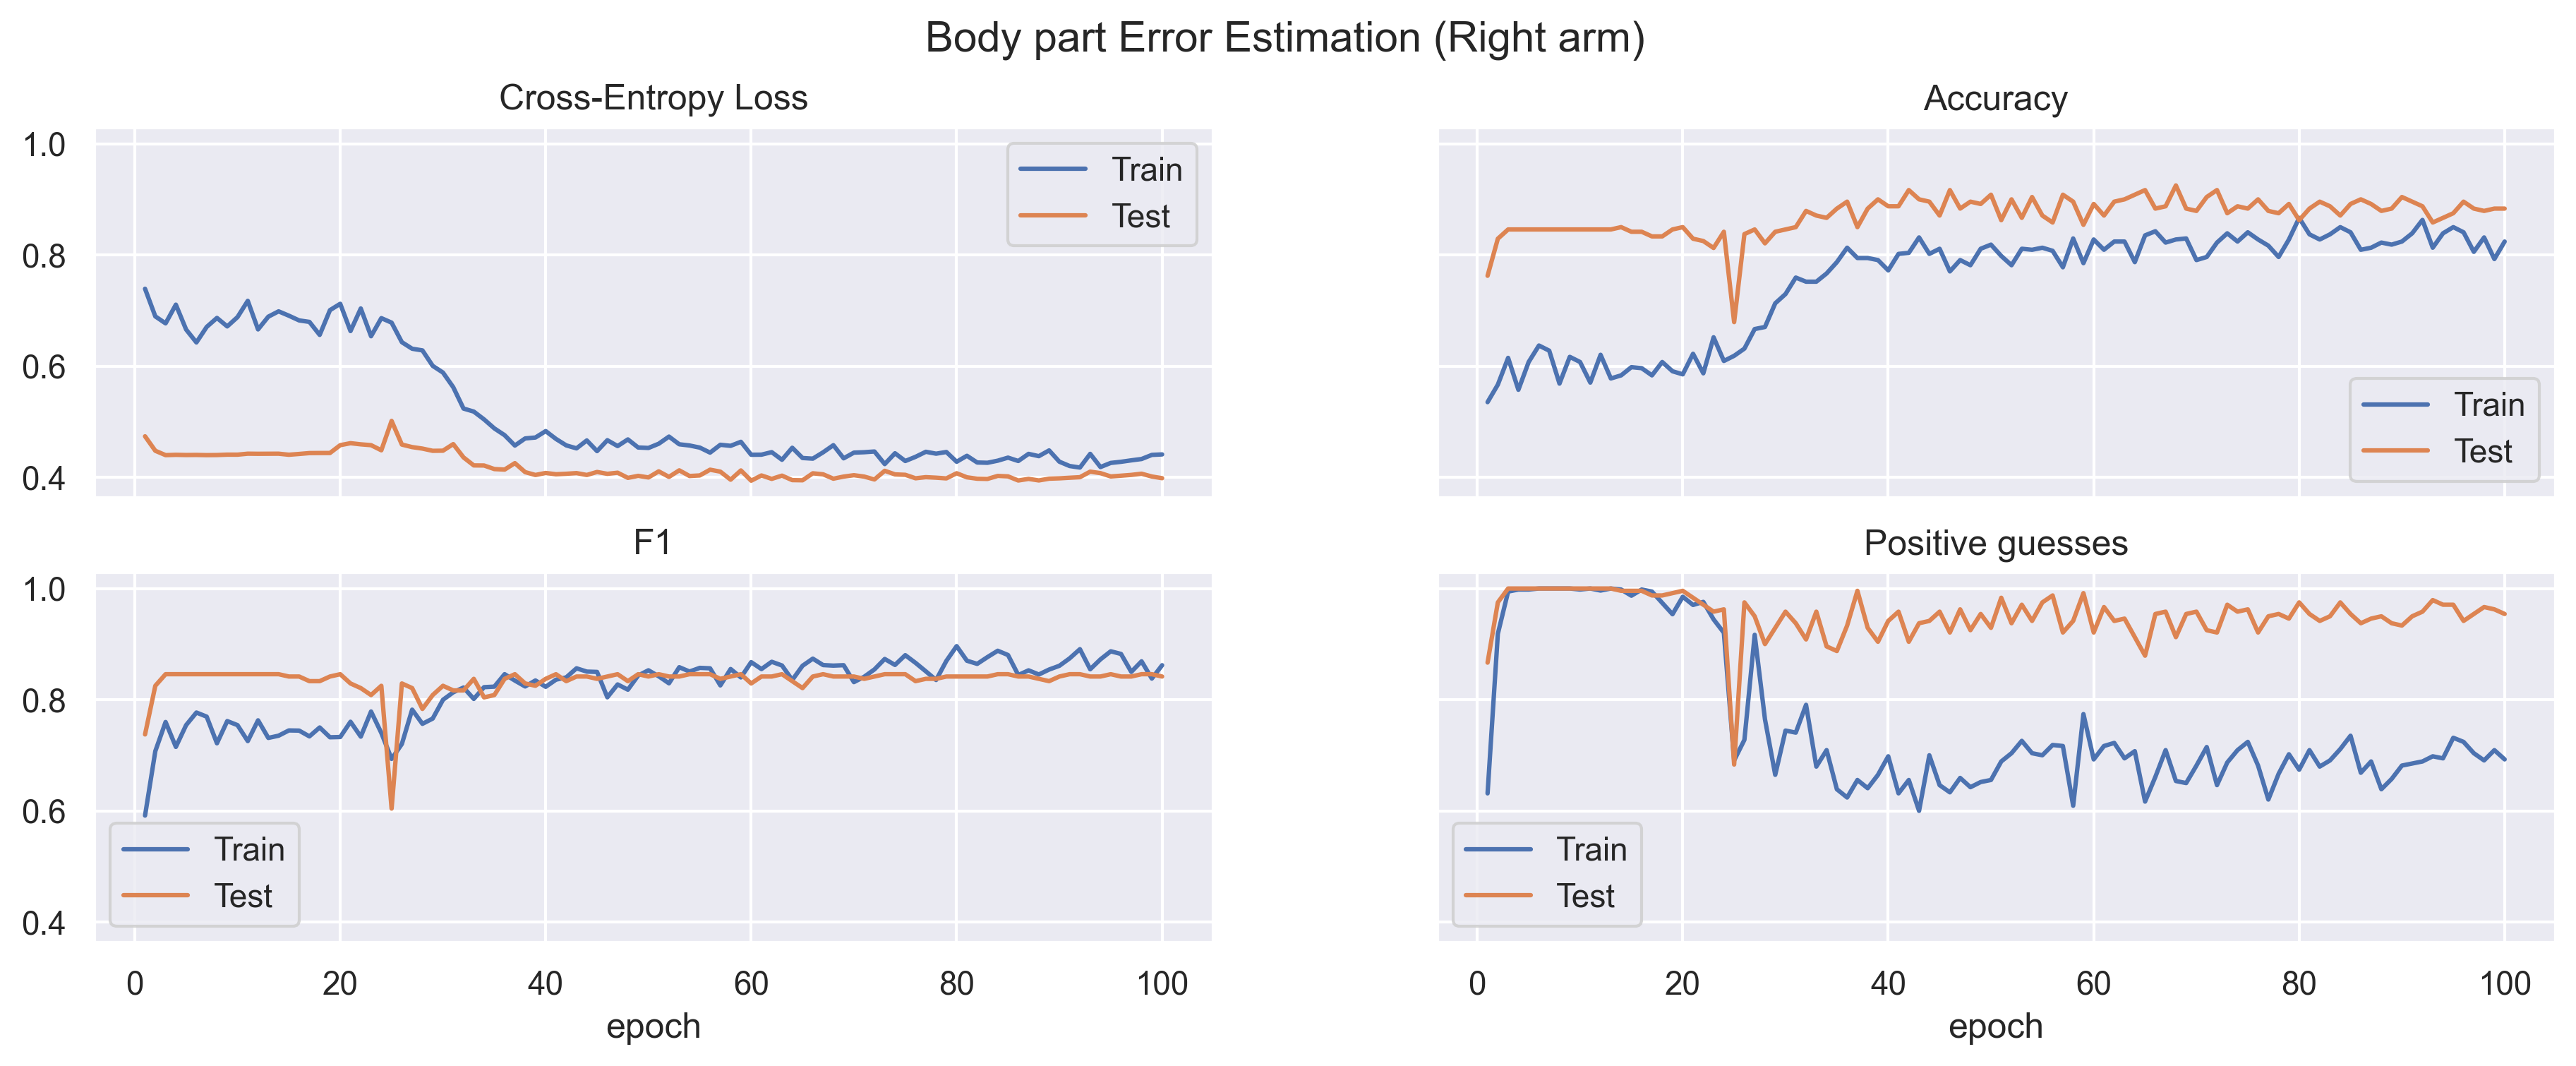 Body part Error Estimation (Right arm)
Cross-Entropy Loss
1.0
0.8
0.6
0.4
Train
Test
Accuracy
Train
Test
F1
1.0
0.8
0.6
0.4
Train
Test
0 20 40 60 80 100
epoch
Positive guesses
Train
Test
0 20 40 60 80 100
epoch